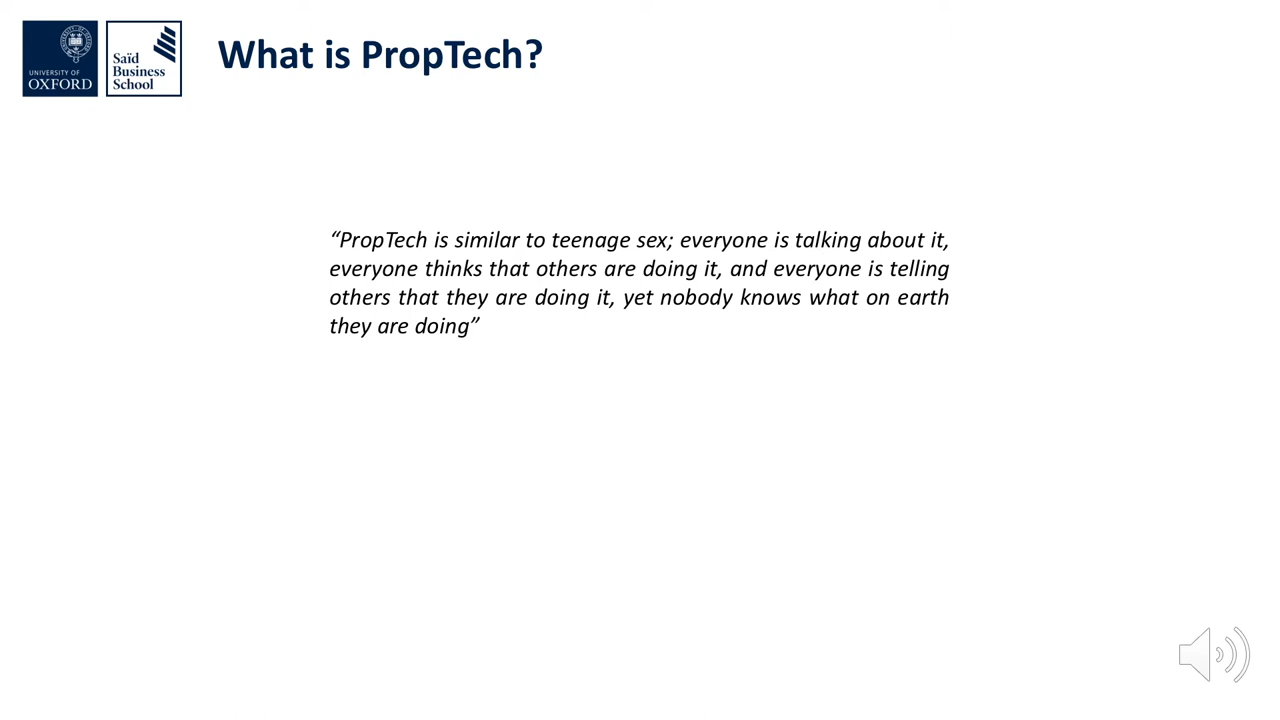 UNIVERSITY OF
OXFORD
Saïd
Business
School
What is PropTech?
“PropTech is similar to teenage sex; everyone is talking about it,
everyone thinks that others are doing it, and everyone is telling
others that they are doing it, yet nobody knows what on earth
they are doing”